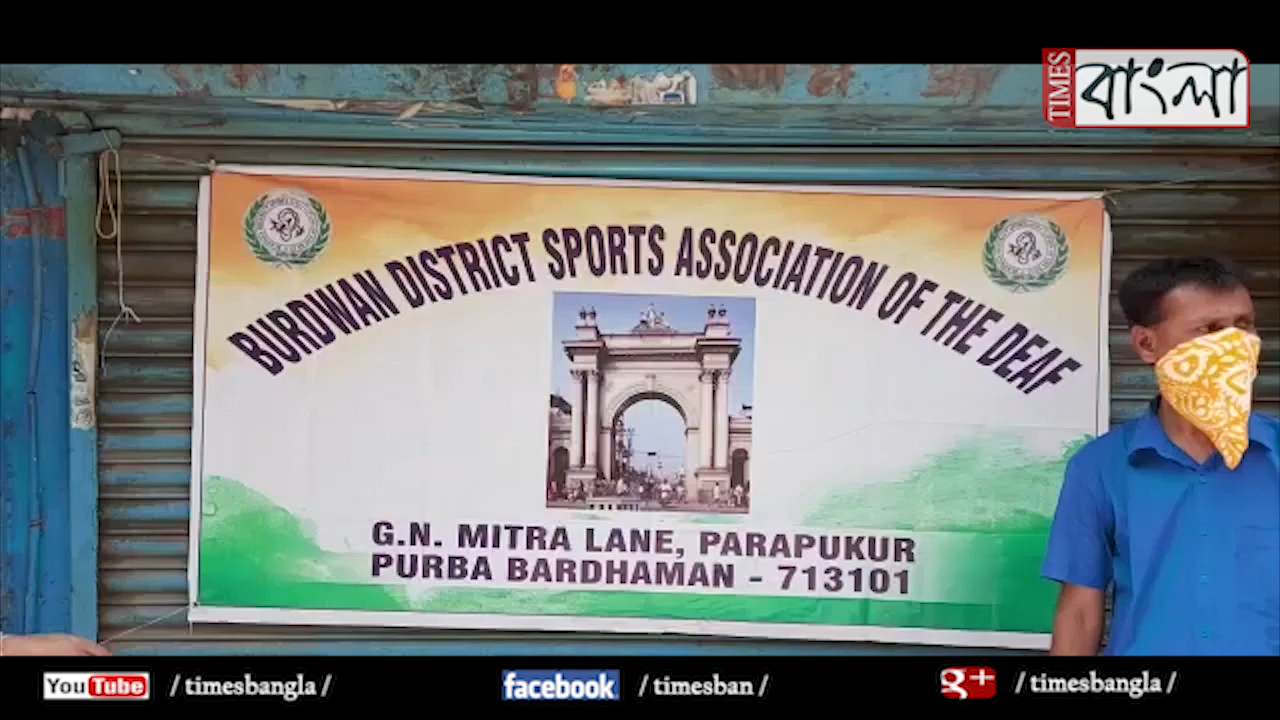 TIMES বাংলা
BURDWAN DISTRICT SPORTS ASSOCIATION OF THE DEAF
G.N. MITRA LANE, PARAPUKUR
PURBA BARDHAMAN - 713101
YouTube / timesbangla / facebook / timesban / g+ / timesbangla /